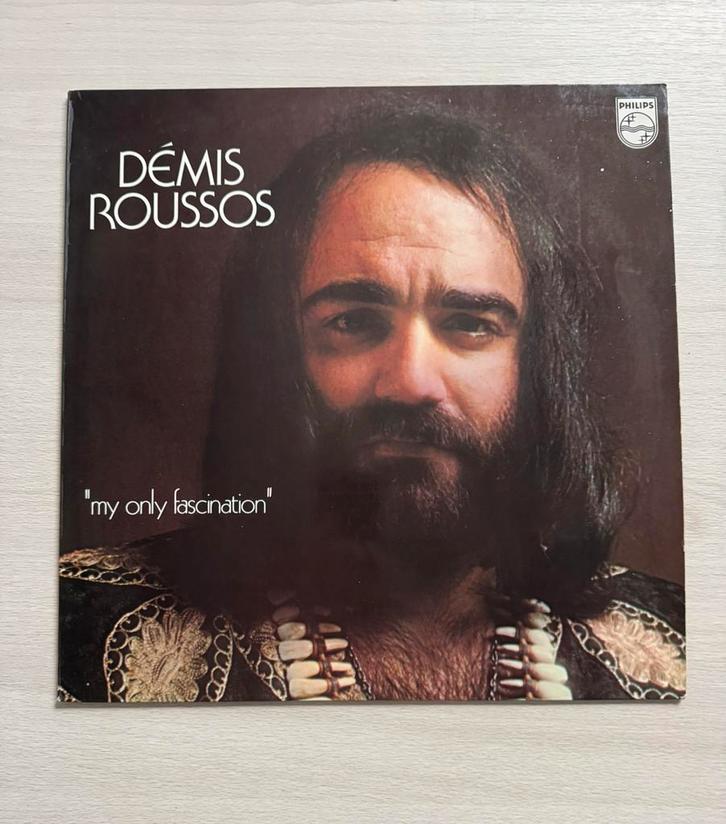 PHILIPS
DÉMIS
ROUSSOS
"my only fascination"